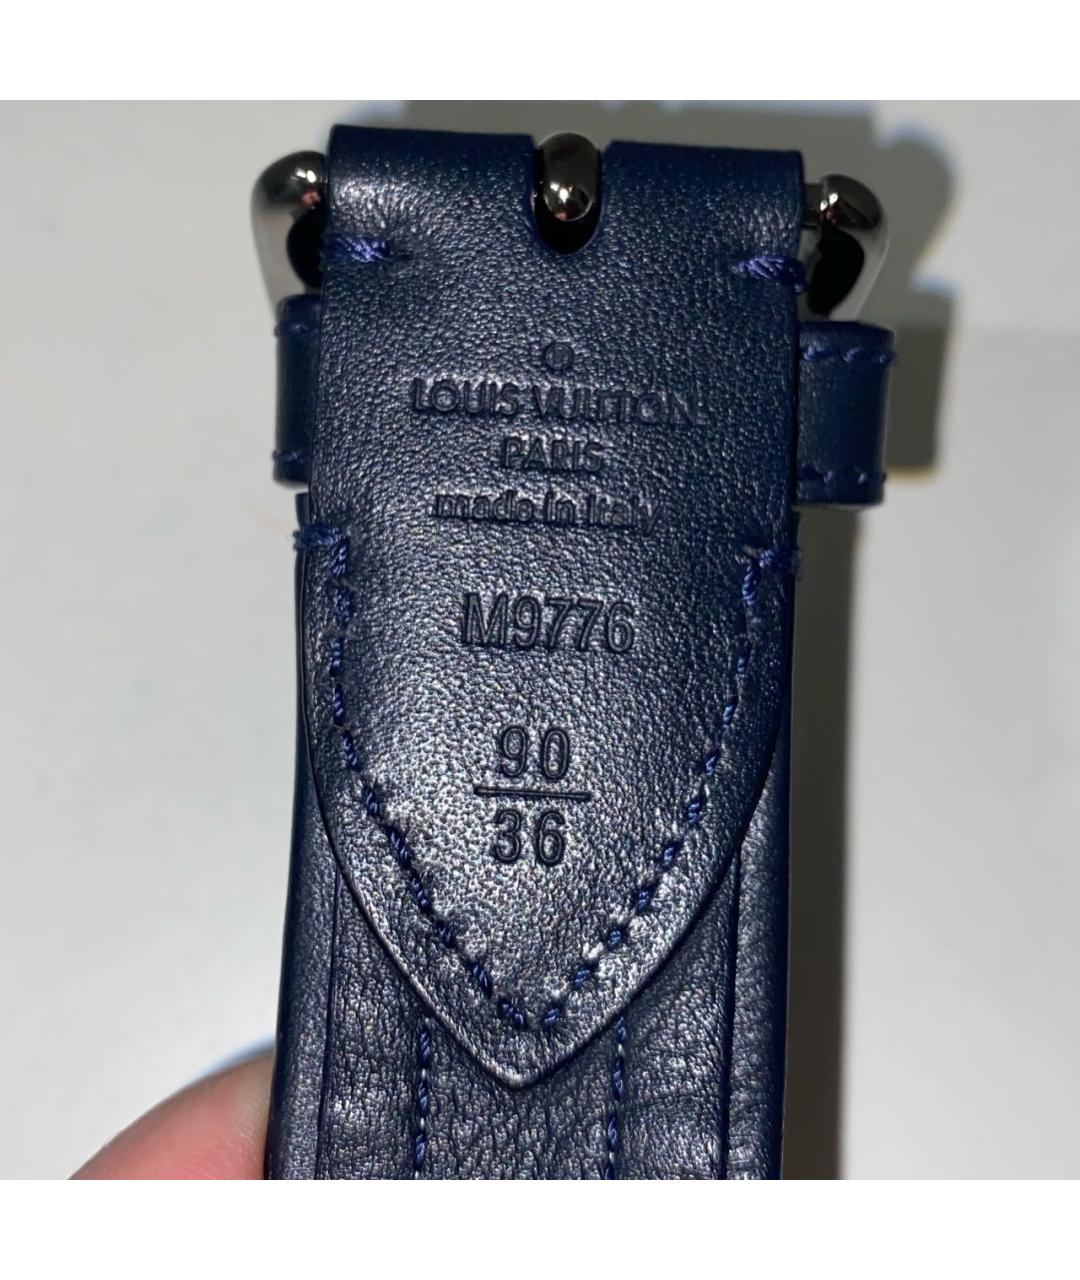 LOUIS VUITTON
PARIS
made in Italy
M9776
90
36